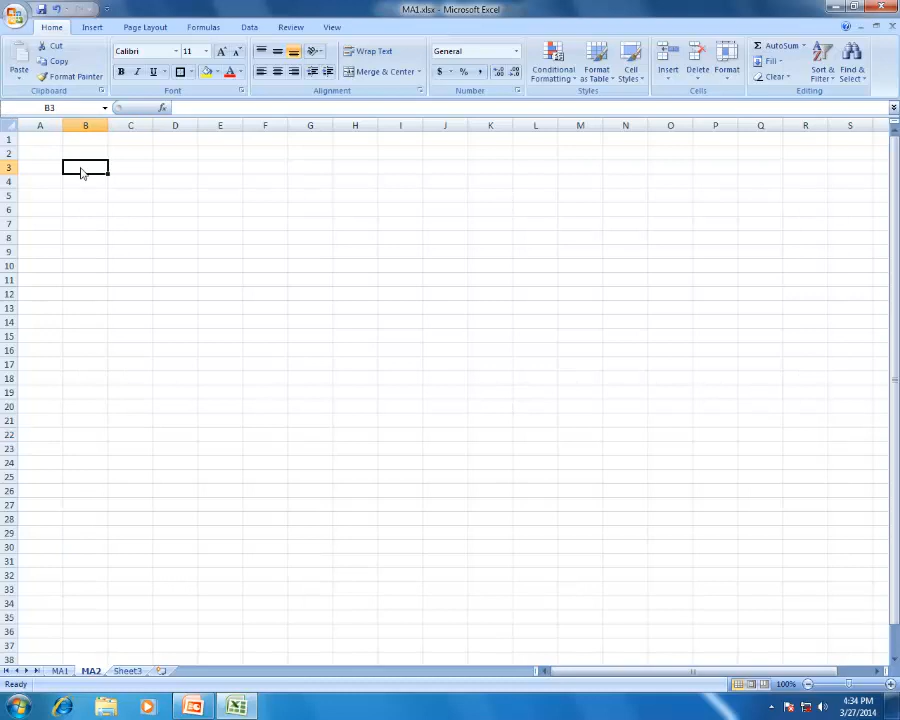 MA1.xlsx - Microsoft Excel
Home Insert Page Layout Formulas Data Review View
Paste
Cut
Copy
Format Painter
Clipboard
Calibri 11
B I U
Font
Wrap Text
Merge & Center
Alignment
General
$ % ,
Number
Conditional Formatting
Format as Table
Cell Styles
Styles
Insert Delete Format
Cells
AutoSum
Fill
Clear
Sort & Filter
Find & Select
Editing
B3 fx
A B C D E F G H I J K L M N O P Q R S
1
2
3
4
5
6
7
8
9
10
11
12
13
14
15
16
17
18
19
20
21
22
23
24
25
26
27
28
29
30
31
32
33
34
35
36
37
38
MA1 MA2 Sheet3
Ready 100%
4:34 PM
3/27/2014